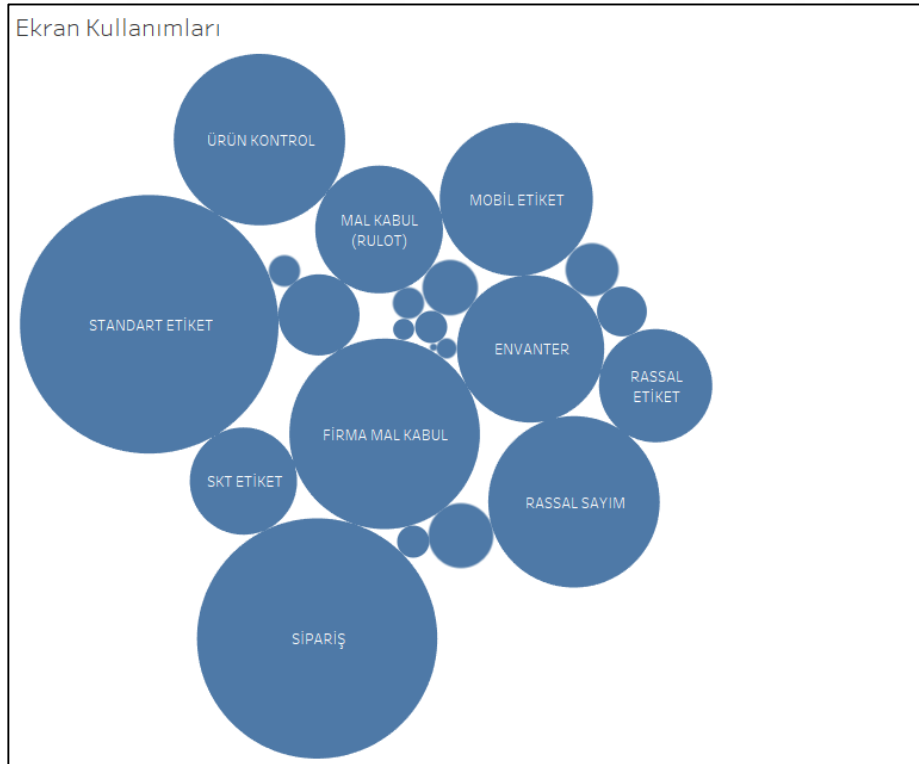 Ekran Kullanımları
ÜRÜN KONTROL
MOBİL ETİKET
MAL KABUL
(RULOT)
STANDART ETİKET
ENVANTER
RASSAL
ETİKET
FİRMA MAL KABUL
SKT ETİKET
RASSAL SAYIM
SİPARİŞ